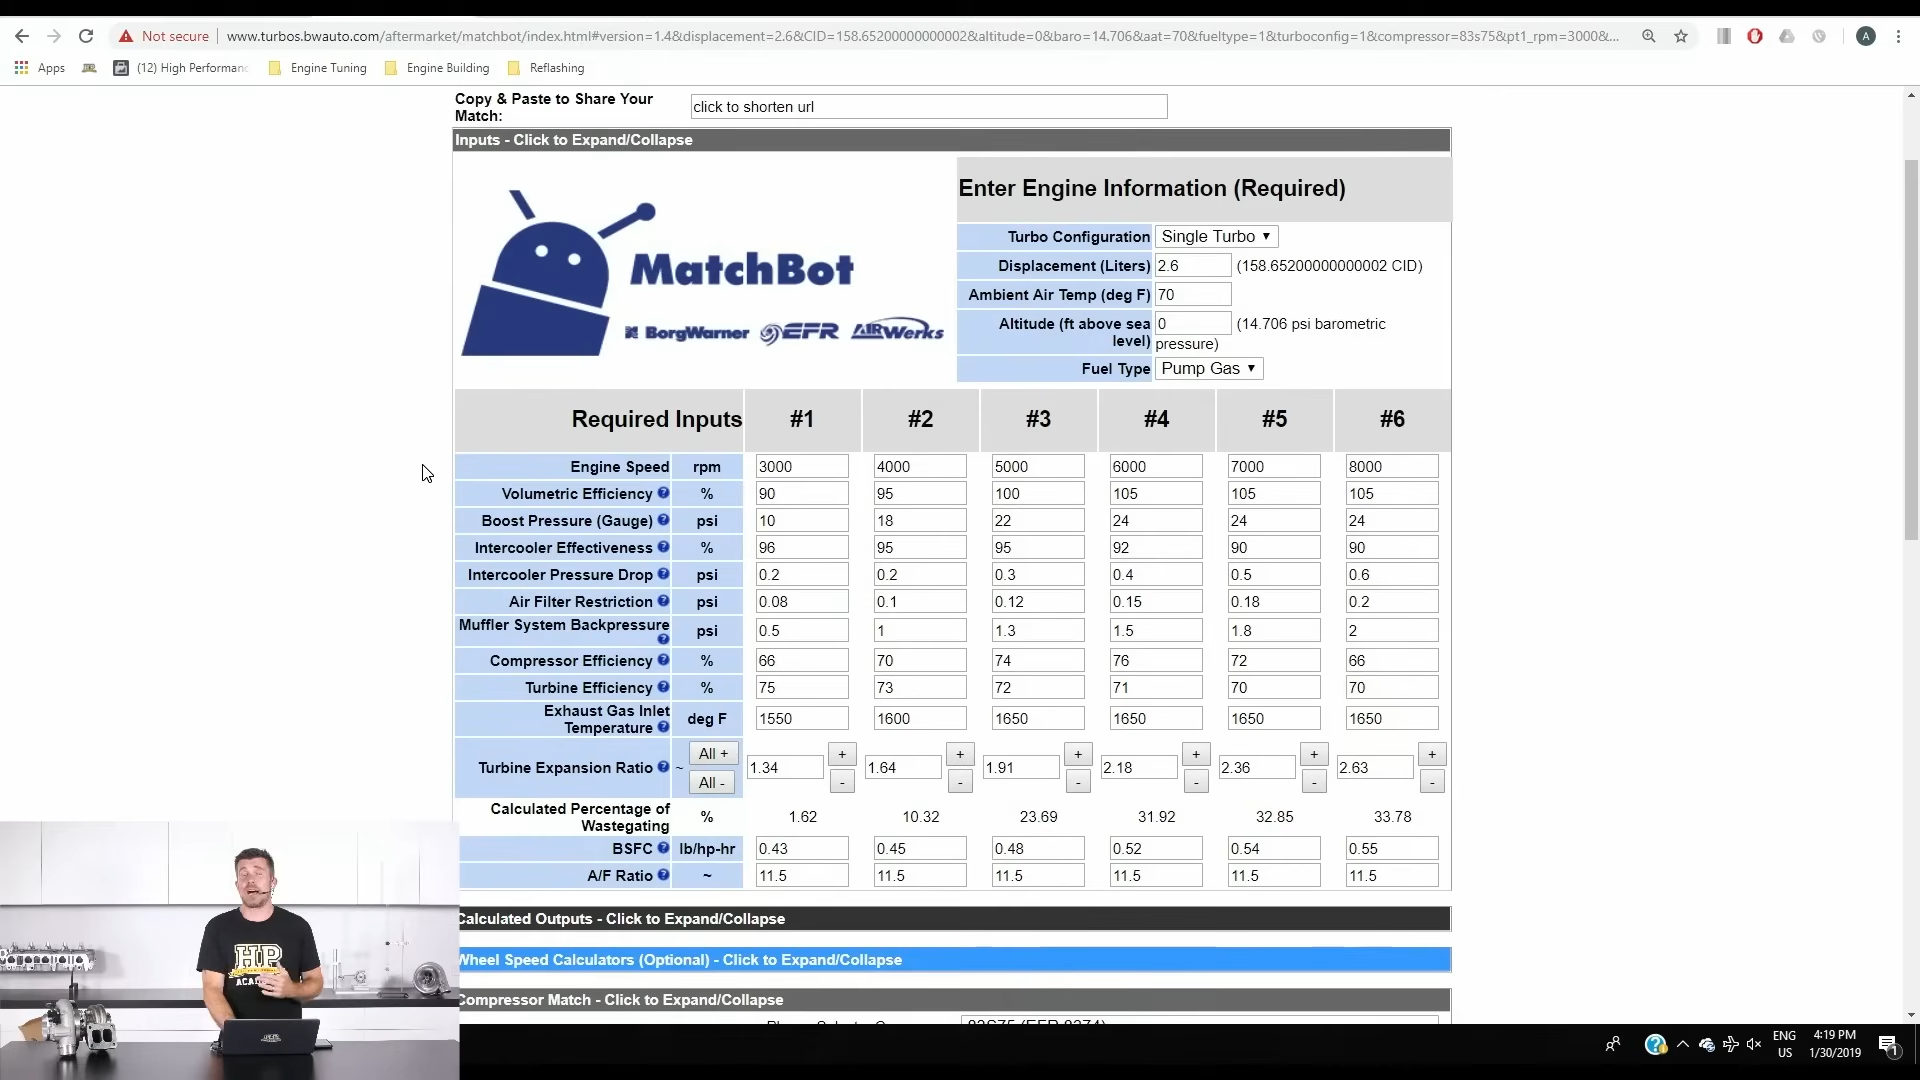 Not secure | www.turbos.bwauto.com/aftermarket/matchbot/index.html#version=1.4&displacement=2.6&CID=158.65200000000002&altitude=0&baro=14.706&aat=70&fueltype=1&turboconfig=1&compressor=83s75&pt1_rpm=3000&...
A
Apps (12) High Performanc Engine Tuning Engine Building Reflashing
Copy & Paste to Share Your
Match:
click to shorten url
Inputs - Click to Expand/Collapse
MatchBot
BorgWarner EFR AIRWerks
Enter Engine Information (Required)
Turbo Configuration Single Turbo
Displacement (Liters) 2.6 (158.65200000000002 CID)
Ambient Air Temp (deg F) 70
Altitude (ft above sea level) 0 (14.706 psi barometric pressure)
Fuel Type Pump Gas
Required Inputs #1 #2 #3 #4 #5 #6
Engine Speed rpm 3000 4000 5000 6000 7000 8000
Volumetric Efficiency ? % 90 95 100 105 105 105
Boost Pressure (Gauge) ? psi 10 18 22 24 24 24
Intercooler Effectiveness ? % 96 95 95 92 90 90
Intercooler Pressure Drop ? psi 0.2 0.2 0.3 0.4 0.5 0.6
Air Filter Restriction ? psi 0.08 0.1 0.12 0.15 0.18 0.2
Muffler System Backpressure ? psi 0.5 1 1.3 1.5 1.8 2
Compressor Efficiency ? % 66 70 74 76 72 66
Turbine Efficiency ? % 75 73 72 71 70 70
Exhaust Gas Inlet Temperature ? deg F 1550 1600 1650 1650 1650 1650
All +
Turbine Expansion Ratio ? ~ 1.34 + - 1.64 + - 1.91 + - 2.18 + - 2.36 + - 2.63 + -
All -
Calculated Percentage of Wastegating % 1.62 10.32 23.69 31.92 32.85 33.78
BSFC ? lb/hp-hr 0.43 0.45 0.48 0.52 0.54 0.55
A/F Ratio ? ~ 11.5 11.5 11.5 11.5 11.5 11.5
Calculated Outputs - Click to Expand/Collapse
Wheel Speed Calculators (Optional) - Click to Expand/Collapse
Compressor Match - Click to Expand/Collapse
83S75 (EFR 8374)
HP
ACADEMY
ENG
US
4:19 PM
1/30/2019
1